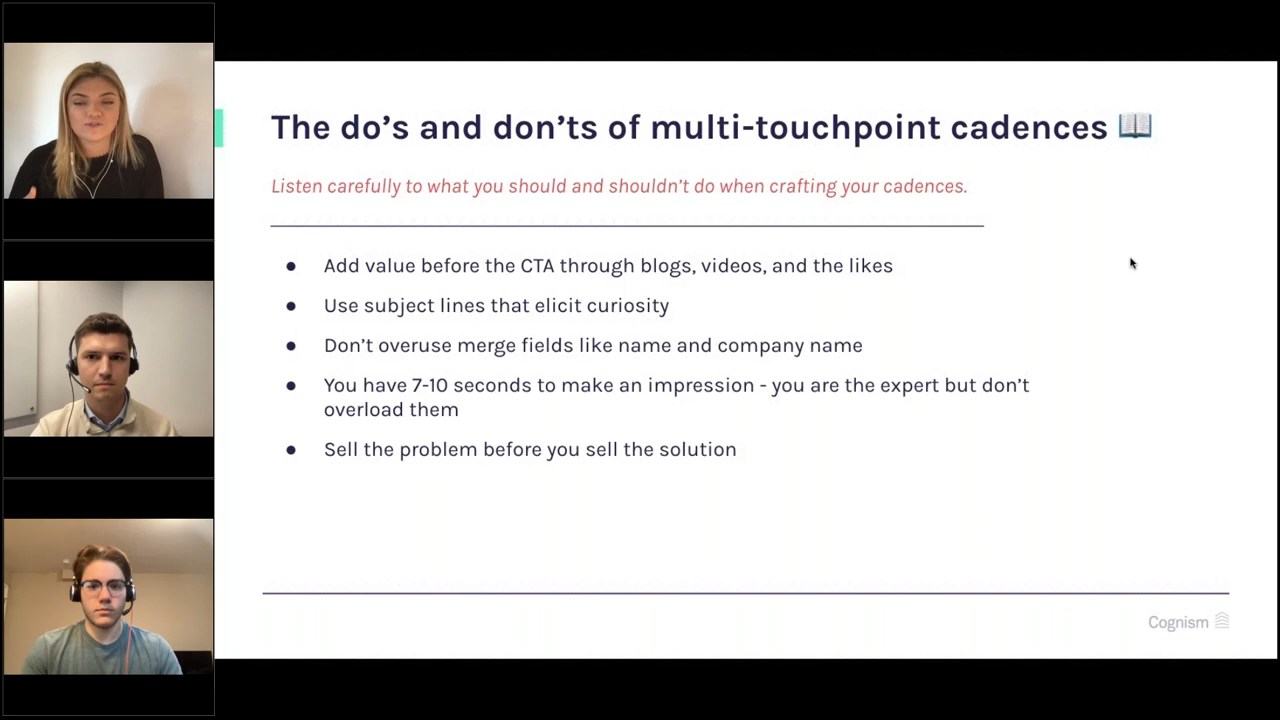 The do’s and don’ts of multi-touchpoint cadences
Listen carefully to what you should and shouldn’t do when crafting your cadences.
● Add value before the CTA through blogs, videos, and the likes
● Use subject lines that elicit curiosity
● Don’t overuse merge fields like name and company name
● You have 7-10 seconds to make an impression - you are the expert but don’t
overload them
● Sell the problem before you sell the solution
Cognism